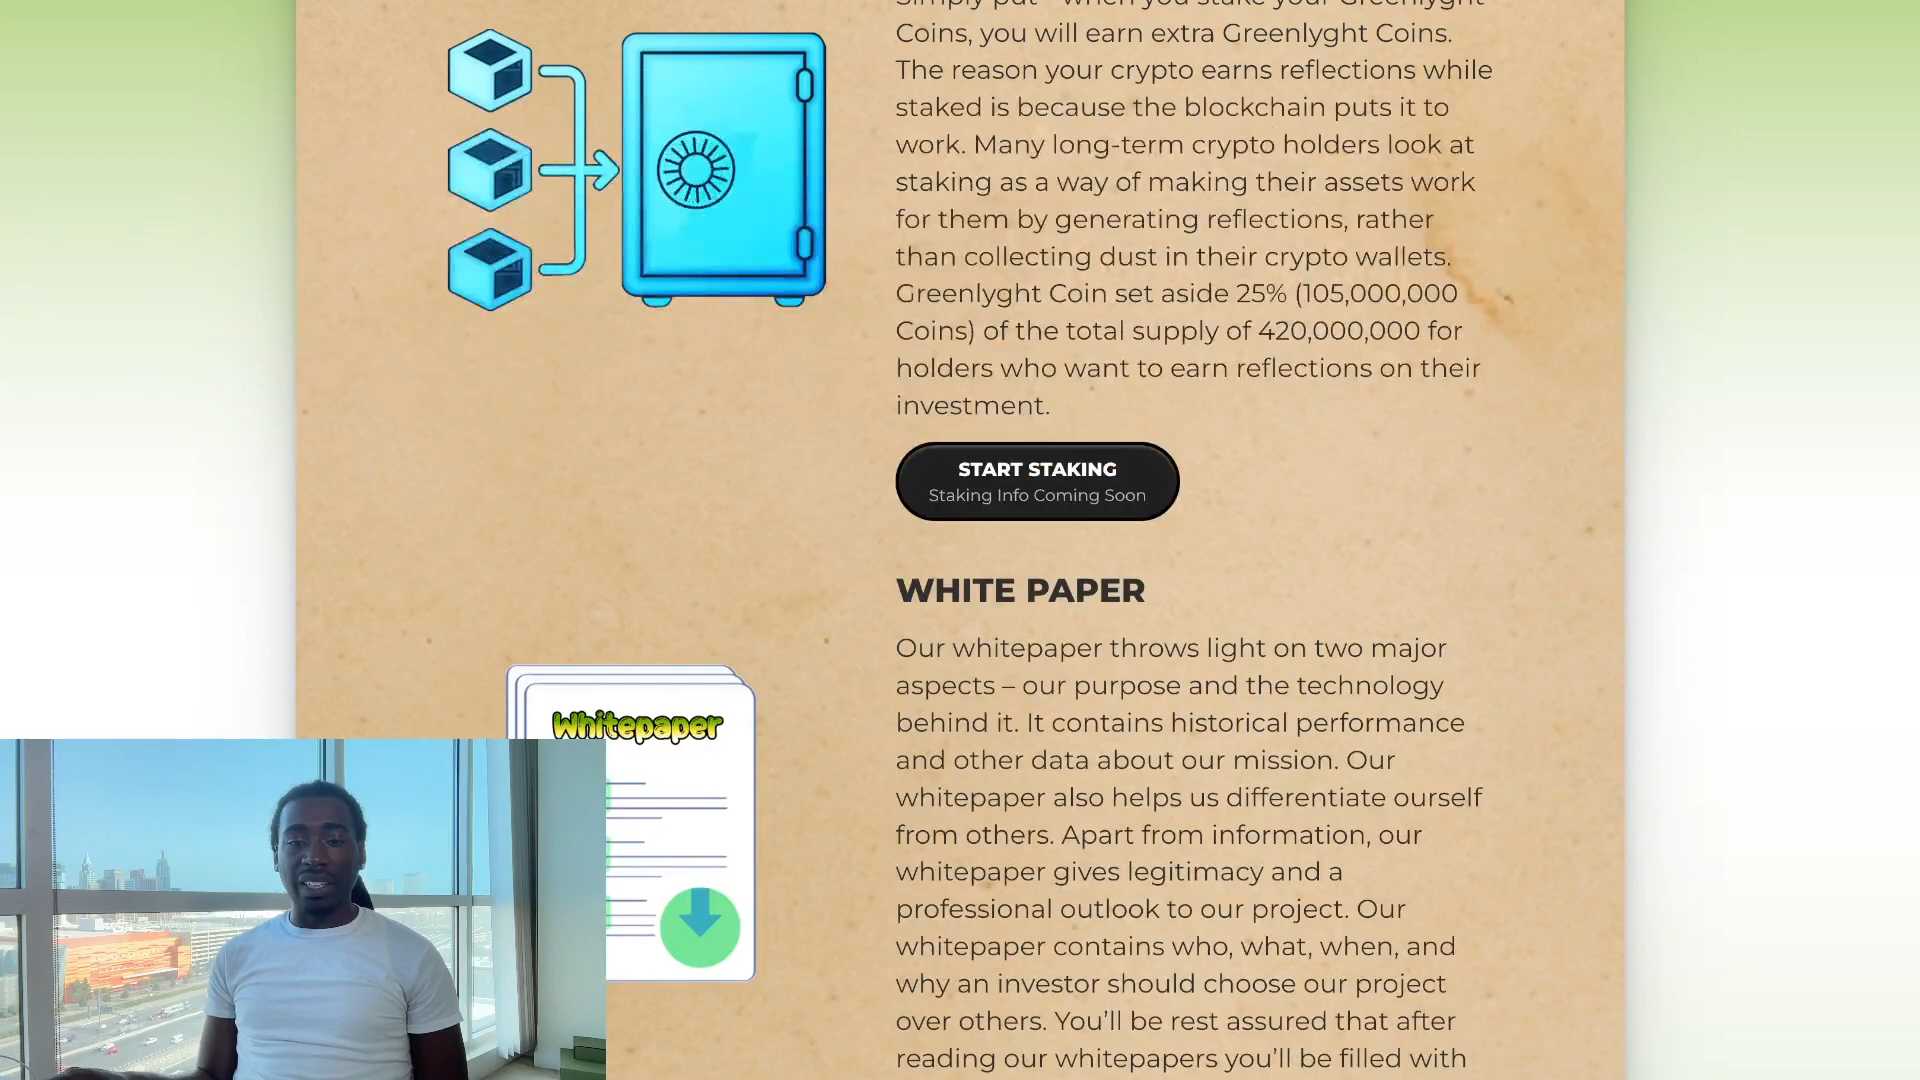 Simply put - when you stake your Greenlyght
Coins, you will earn extra Greenlyght Coins.
The reason your crypto earns reflections while
staked is because the blockchain puts it to
work. Many long-term crypto holders look at
staking as a way of making their assets work
for them by generating reflections, rather
than collecting dust in their crypto wallets.
Greenlyght Coin set aside 25% (105,000,000
Coins) of the total supply of 420,000,000 for
holders who want to earn reflections on their
investment.
START STAKING
Staking Info Coming Soon
WHITE PAPER
Our whitepaper throws light on two major
aspects – our purpose and the technology
behind it. It contains historical performance
and other data about our mission. Our
whitepaper also helps us differentiate ourself
from others. Apart from information, our
whitepaper gives legitimacy and a
professional outlook to our project. Our
whitepaper contains who, what, when, and
why an investor should choose our project
over others. You’ll be rest assured that after
reading our whitepapers you’ll be filled with
Whitepaper